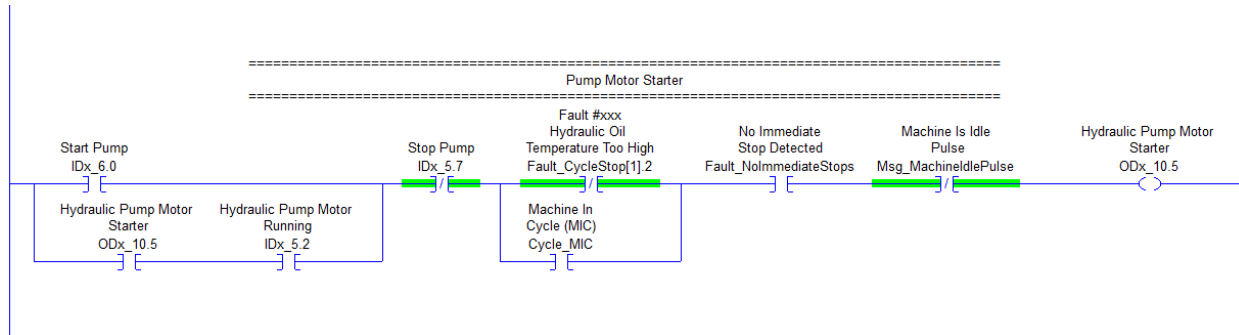 ==========================================================================================
Pump Motor Starter
==========================================================================================
Start Pump
IDx_6.0
Stop Pump
IDx_5.7
Fault #xxx
Hydraulic Oil
Temperature Too High
Fault_CycleStop[1].2
No Immediate
Stop Detected
Fault_NoImmediateStops
Machine Is Idle
Pulse
Msg_MachineIdlePulse
Hydraulic Pump Motor
Starter
ODx_10.5
Hydraulic Pump Motor
Starter
ODx_10.5
Hydraulic Pump Motor
Running
IDx_5.2
Machine In
Cycle (MIC)
Cycle_MIC